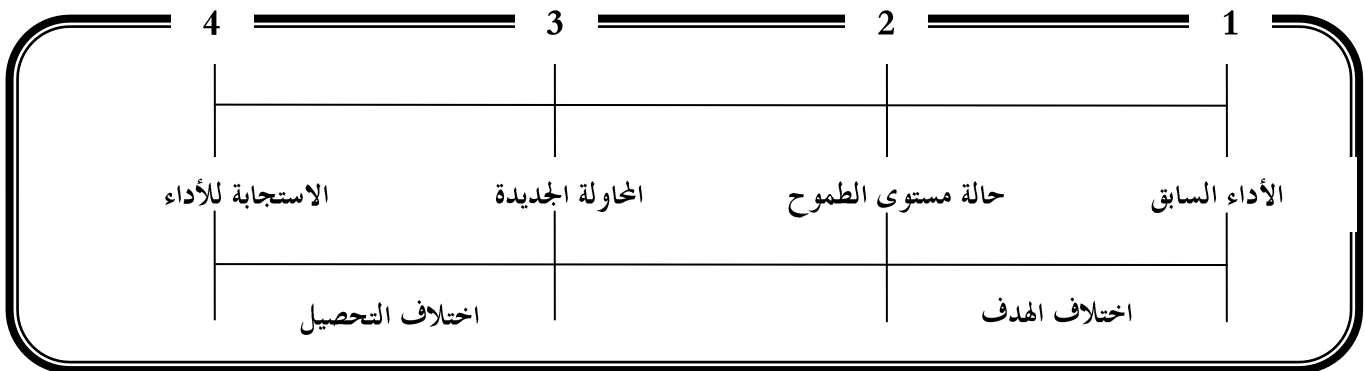 1 2 3 4
الأداء السابق حالة مستوى الطموح المحاولة الجديدة الاستجابة للأداء
اختلاف الهدف اختلاف التحصيل